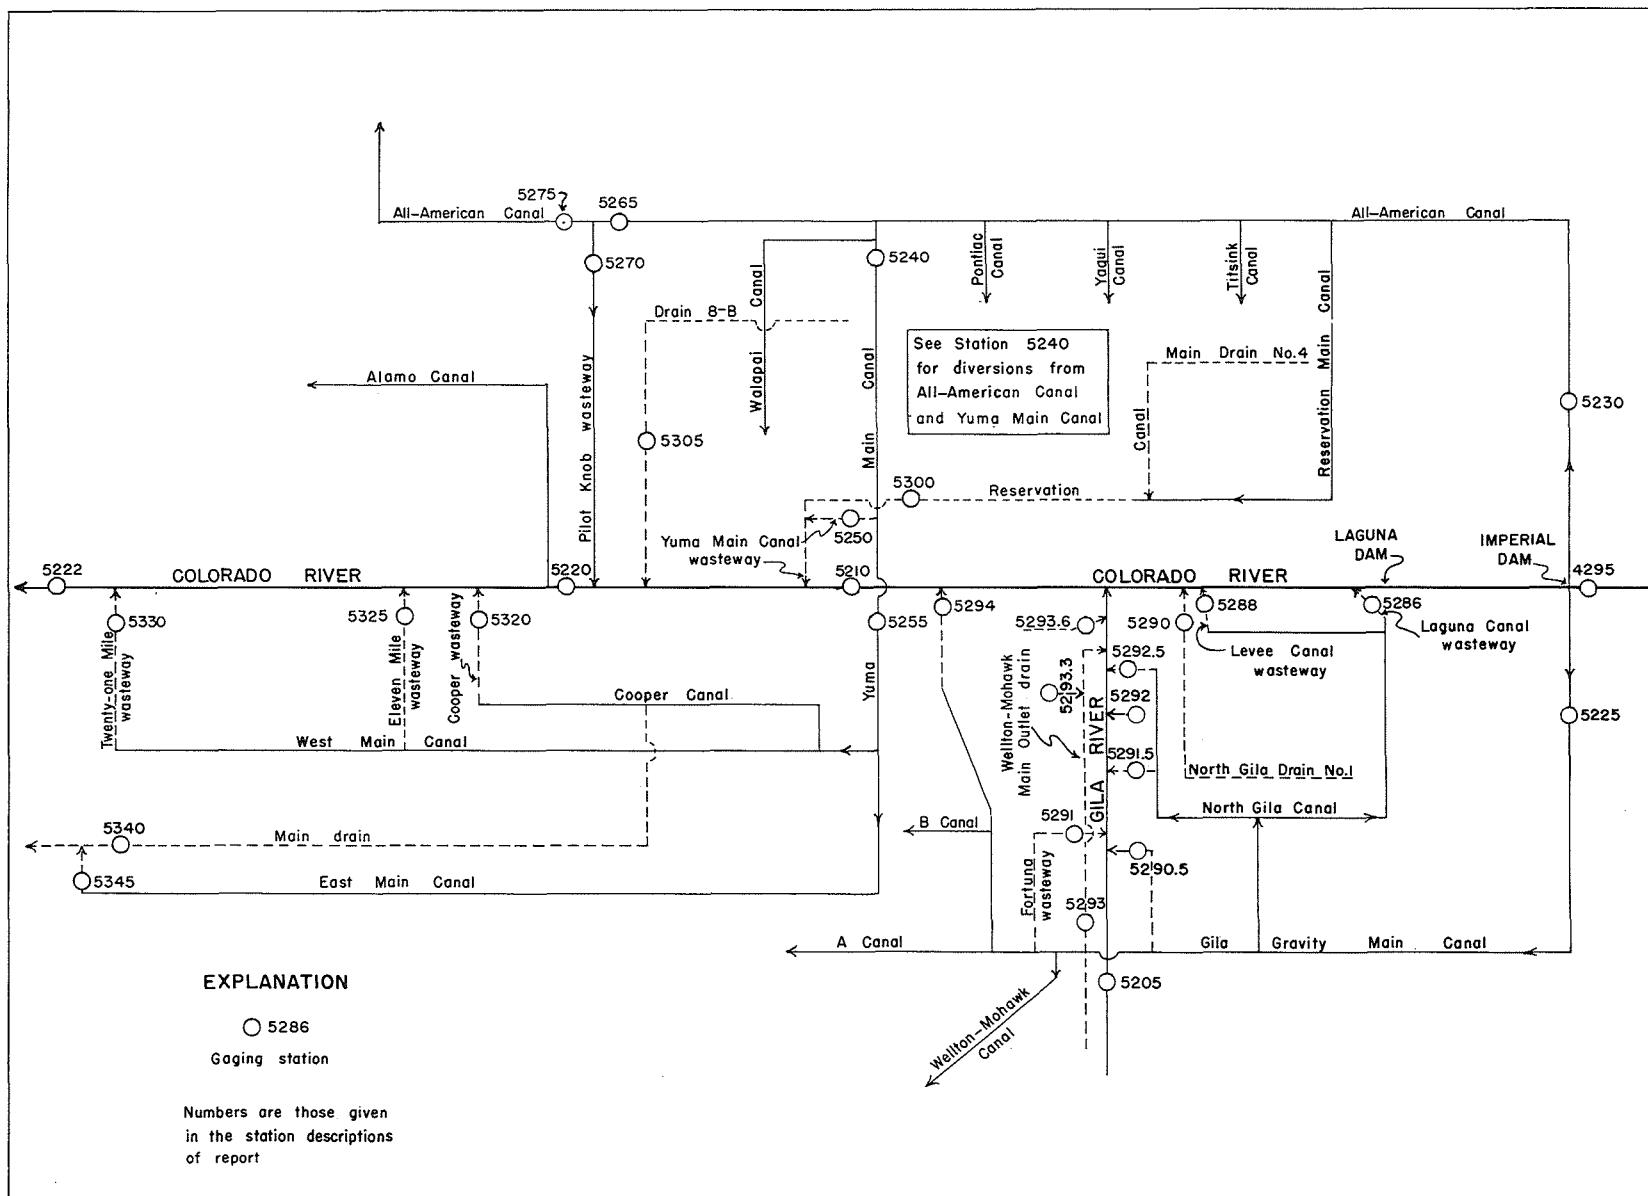 5275
5265
All-American Canal
All-American Canal
5270
5240
Pontiac
Canal
Yaqui
Canal
Titsink
Canal
Reservation Main Canal
Drain 8-B
Walapai Canal
Main Canal
See Station 5240
for diversions from
All-American Canal
and Yuma Main Canal
Main Drain No.4
Canal
Alamo Canal
Pilot Knob wasteway
5305
5230
5300
Reservation
5250
Yuma Main Canal
wasteway
LAGUNA
DAM
IMPERIAL
DAM
5222
COLORADO RIVER
5220
5210
COLORADO RIVER
4295
5330
5325
5320
5255
5294
5293.6
5290
5288
5286
Laguna Canal
wasteway
Levee Canal
wasteway
Twenty-one Mile
wasteway
Eleven Mile
wasteway
Cooper wasteway
Yuma
Cooper Canal
West Main Canal
Wellton-Mohawk
Main Outlet drain
5293.3
5292.5
5292
5291.5
GILA RIVER
5225
North Gila Drain No.1
North Gila Canal
5340
Main drain
B Canal
5291
5290.5
5345
East Main Canal
Fortuna
wasteway
5293
A Canal
Gila Gravity Main Canal
5205
Wellton-Mohawk
Canal
EXPLANATION
5286
Gaging station
Numbers are those given
in the station descriptions
of report